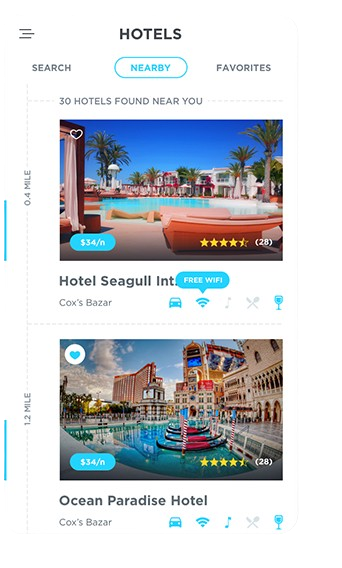 HOTELS
SEARCH
NEARBY
FAVORITES
30 HOTELS FOUND NEAR YOU
0.4 MILE
$34/n
(28)
Hotel Seagull Int.
FREE WIFI
Cox's Bazar
1.2 MILE
$34/n
(28)
Ocean Paradise Hotel
Cox's Bazar